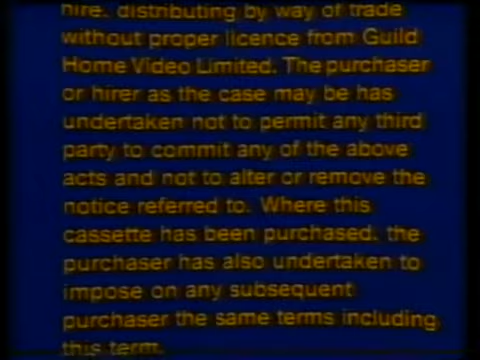 hire, distributing by way of trade
without proper licence from Guild
Home Video Limited. The purchaser
or hirer as the case may be has
undertaken not to permit any third
party to commit any of the above
acts and not to alter or remove the
notice referred to. Where this
cassette has been purchased, the
purchaser has also undertaken to
impose on any subsequent
purchaser the same terms including
this term.